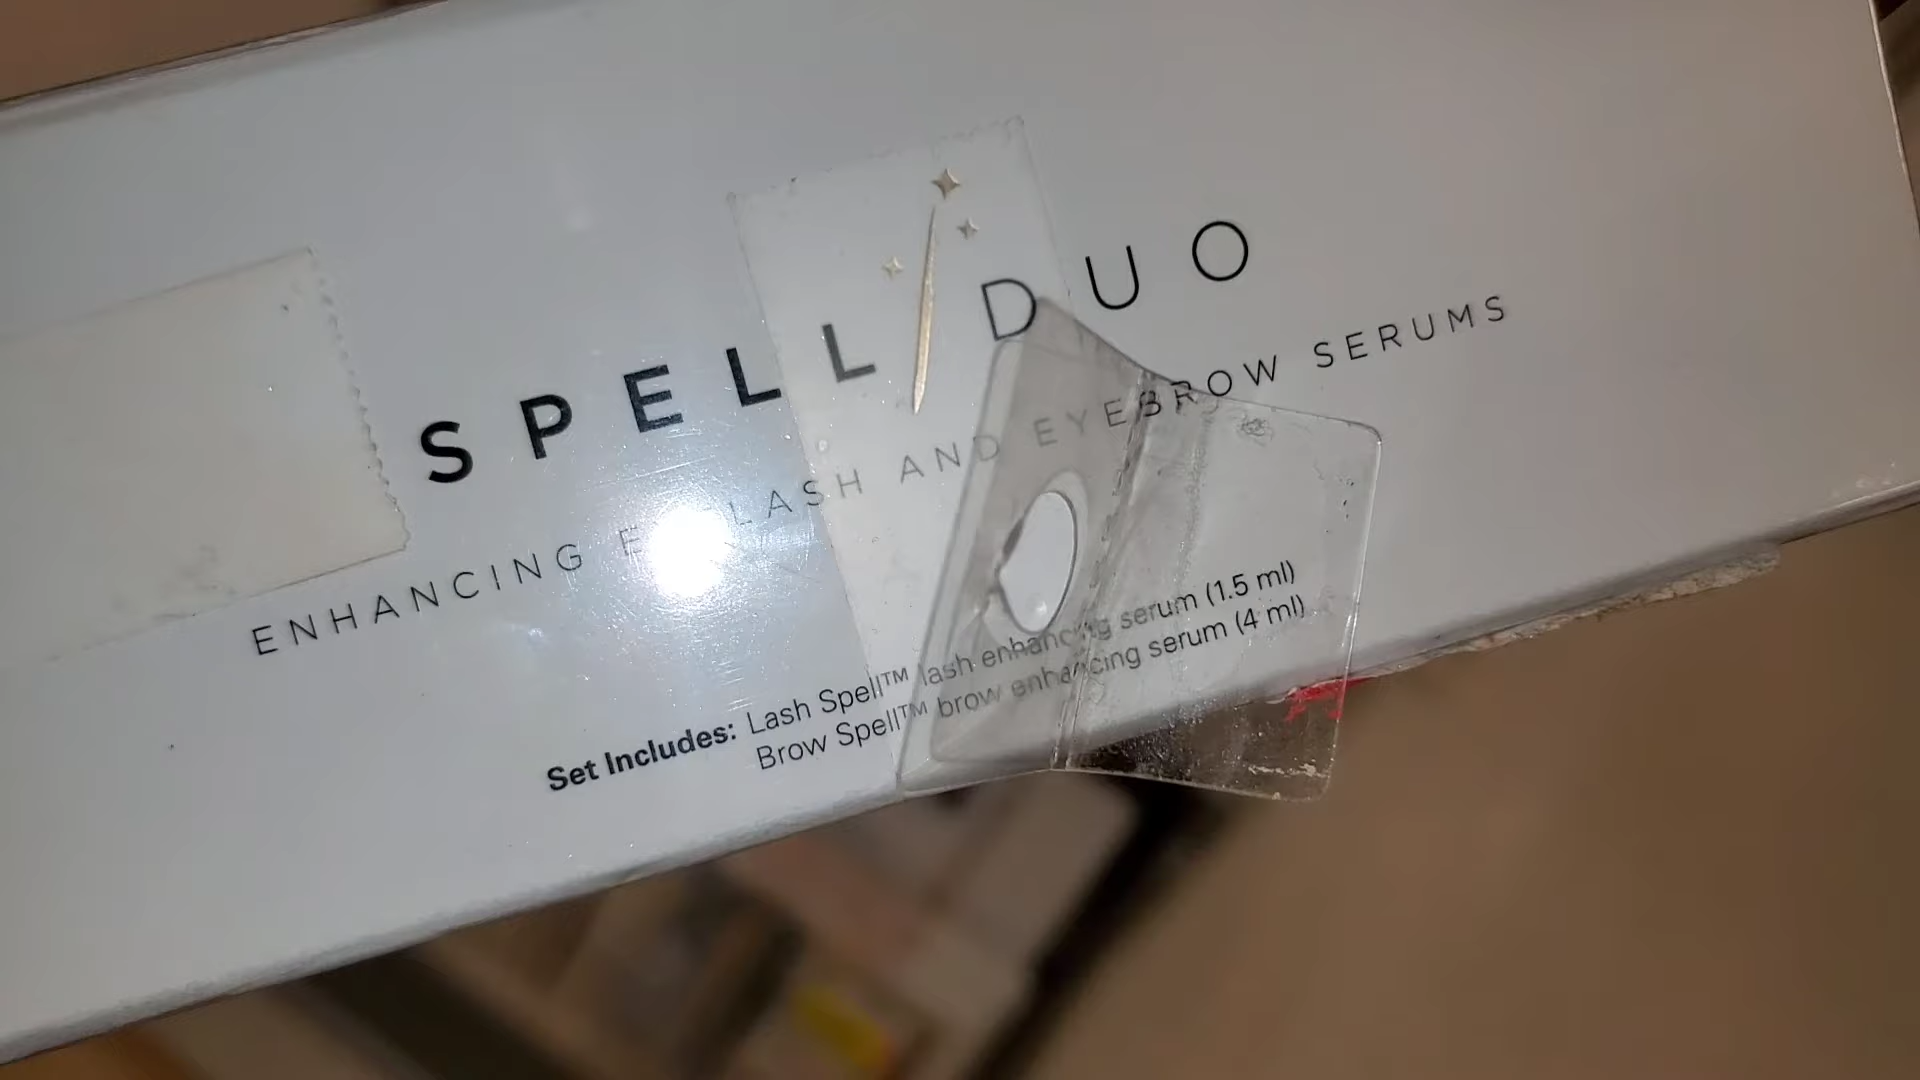 SPELL DUO
ENHANCING EYELASH AND EYEBROW SERUMS
Set Includes: Lash Spell™ lash enhancing serum (1.5 ml)
Brow Spell™ brow enhancing serum (4 ml)